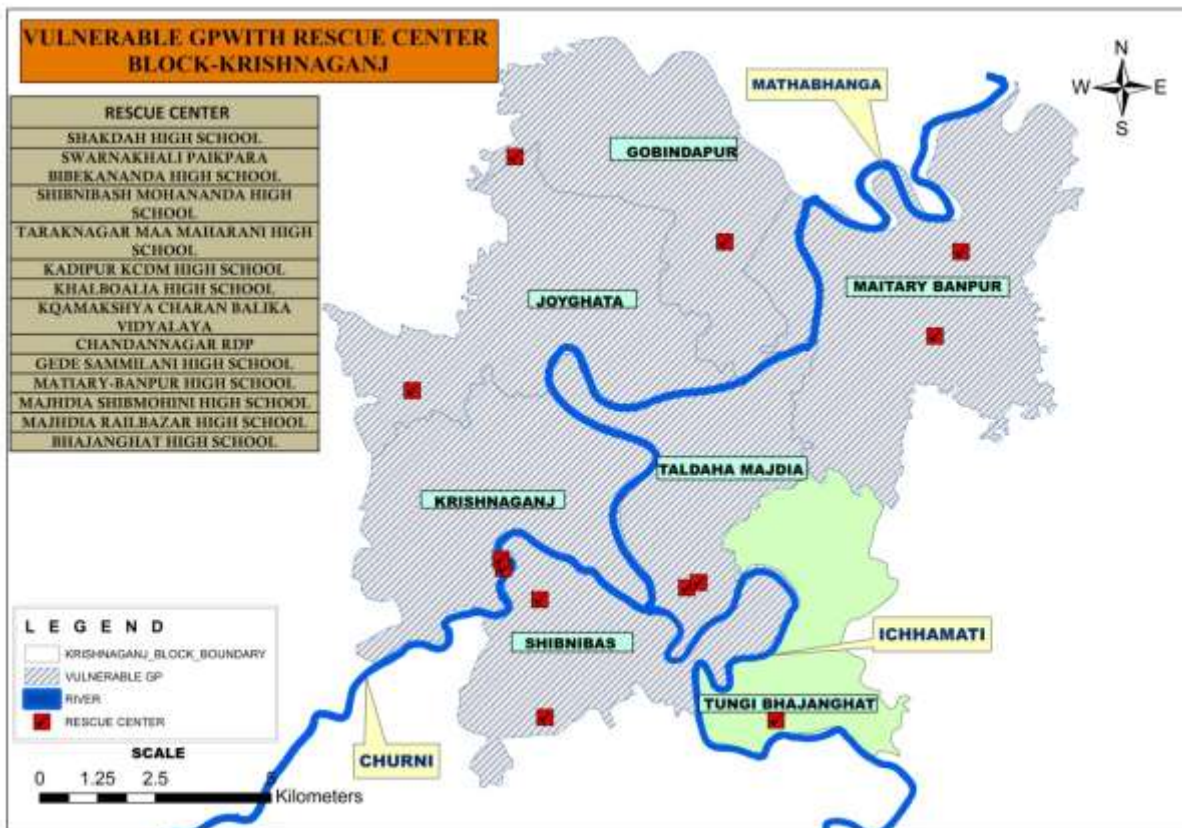 VULNERABLE GPWITH RESCUE CENTER
BLOCK-KRISHNAGANJ
RESCUE CENTER
SHAKDAH HIGH SCHOOL
SWARNAKHALI PAIKPARA
BIBEKANANDA HIGH SCHOOL
SHIBNIBASH MOHANANDA HIGH
SCHOOL
TARAKNAGAR MAA MAHARANI HIGH
SCHOOL
KADIPUR KCDM HIGH SCHOOL
KHALBOALIA HIGH SCHOOL
KQAMAKSHYA CHARAN BALIKA
VIDYALAYA
CHANDANNAGAR RDP
GEDE SAMMILANI HIGH SCHOOL
MATIARY-BANPUR HIGH SCHOOL
MAJHDIA SHIBMOHINI HIGH SCHOOL
MAJHDIA RAILBAZAR HIGH SCHOOL
BHAJANGHAT HIGH SCHOOL
N
W E
S
MATHABHANGA
GOBINDAPUR
MAITARY BANPUR
JOYGHATA
TALDAHA MAJDIA
KRISHNAGANJ
ICHHAMATI
SHIBNIBAS
TUNGI BHAJANGHAT
CHURNI
LEGEND
KRISHNAGANJ_BLOCK_BOUNDARY
VULNERABLE GP
RIVER
RESCUE CENTER
SCALE
0 1.25 2.5 5
Kilometers